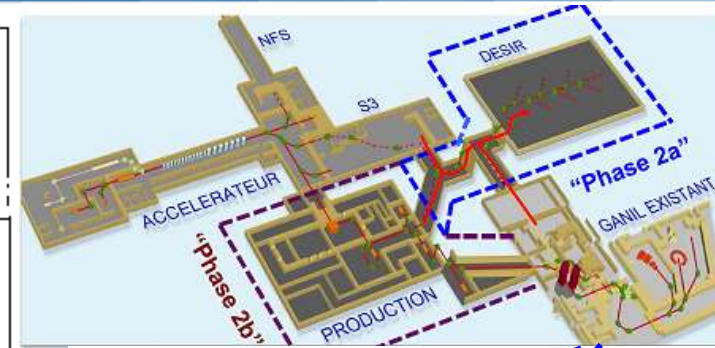 NFS
DESIR
S3
ACCELERATEUR
"Phase 2a"
GANIL EXISTANT
"Phase 2b"
PRODUCTION